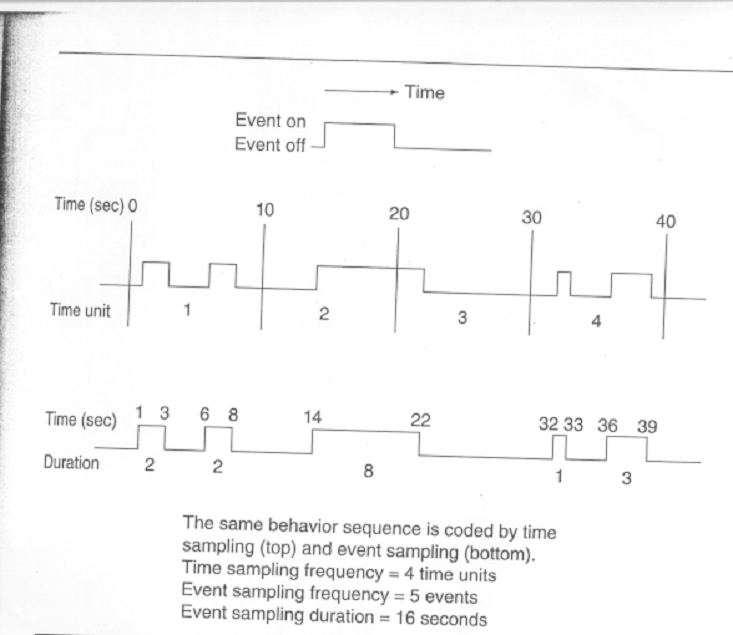 Time
Event on
Event off
Time (sec) 0 10 20 30 40
Time unit 1 2 3 4
Time (sec) 1 3 6 8 14 22 32 33 36 39
Duration 2 2 8 1 3
The same behavior sequence is coded by time
sampling (top) and event sampling (bottom).
Time sampling frequency = 4 time units
Event sampling frequency = 5 events
Event sampling duration = 16 seconds